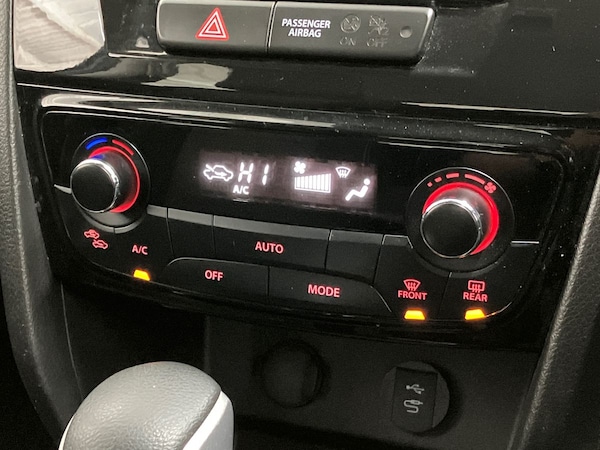 PASSENGER
AIRBAG
ON OFF
HI
A/C
A/C
AUTO
OFF
MODE
FRONT
REAR